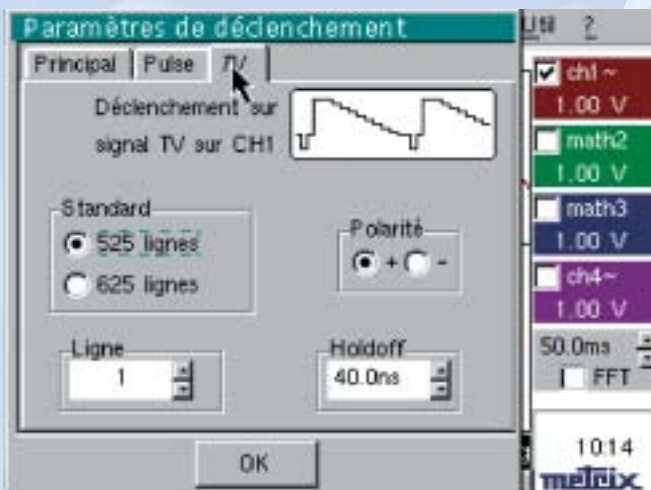 Paramètres de déclenchement
Principal
Pulse
TV
Déclenchement sur
signal TV sur CH1
Standard
525 lignes
625 lignes
Polarité
+
-
Ligne
1
Holdoff
40.0ns
OK
Util ?
ch1 ~
1.00 V
math2
1.00 V
math3
1.00 V
ch4~
1.00 V
50.0ms
FFT
10:14
metrix